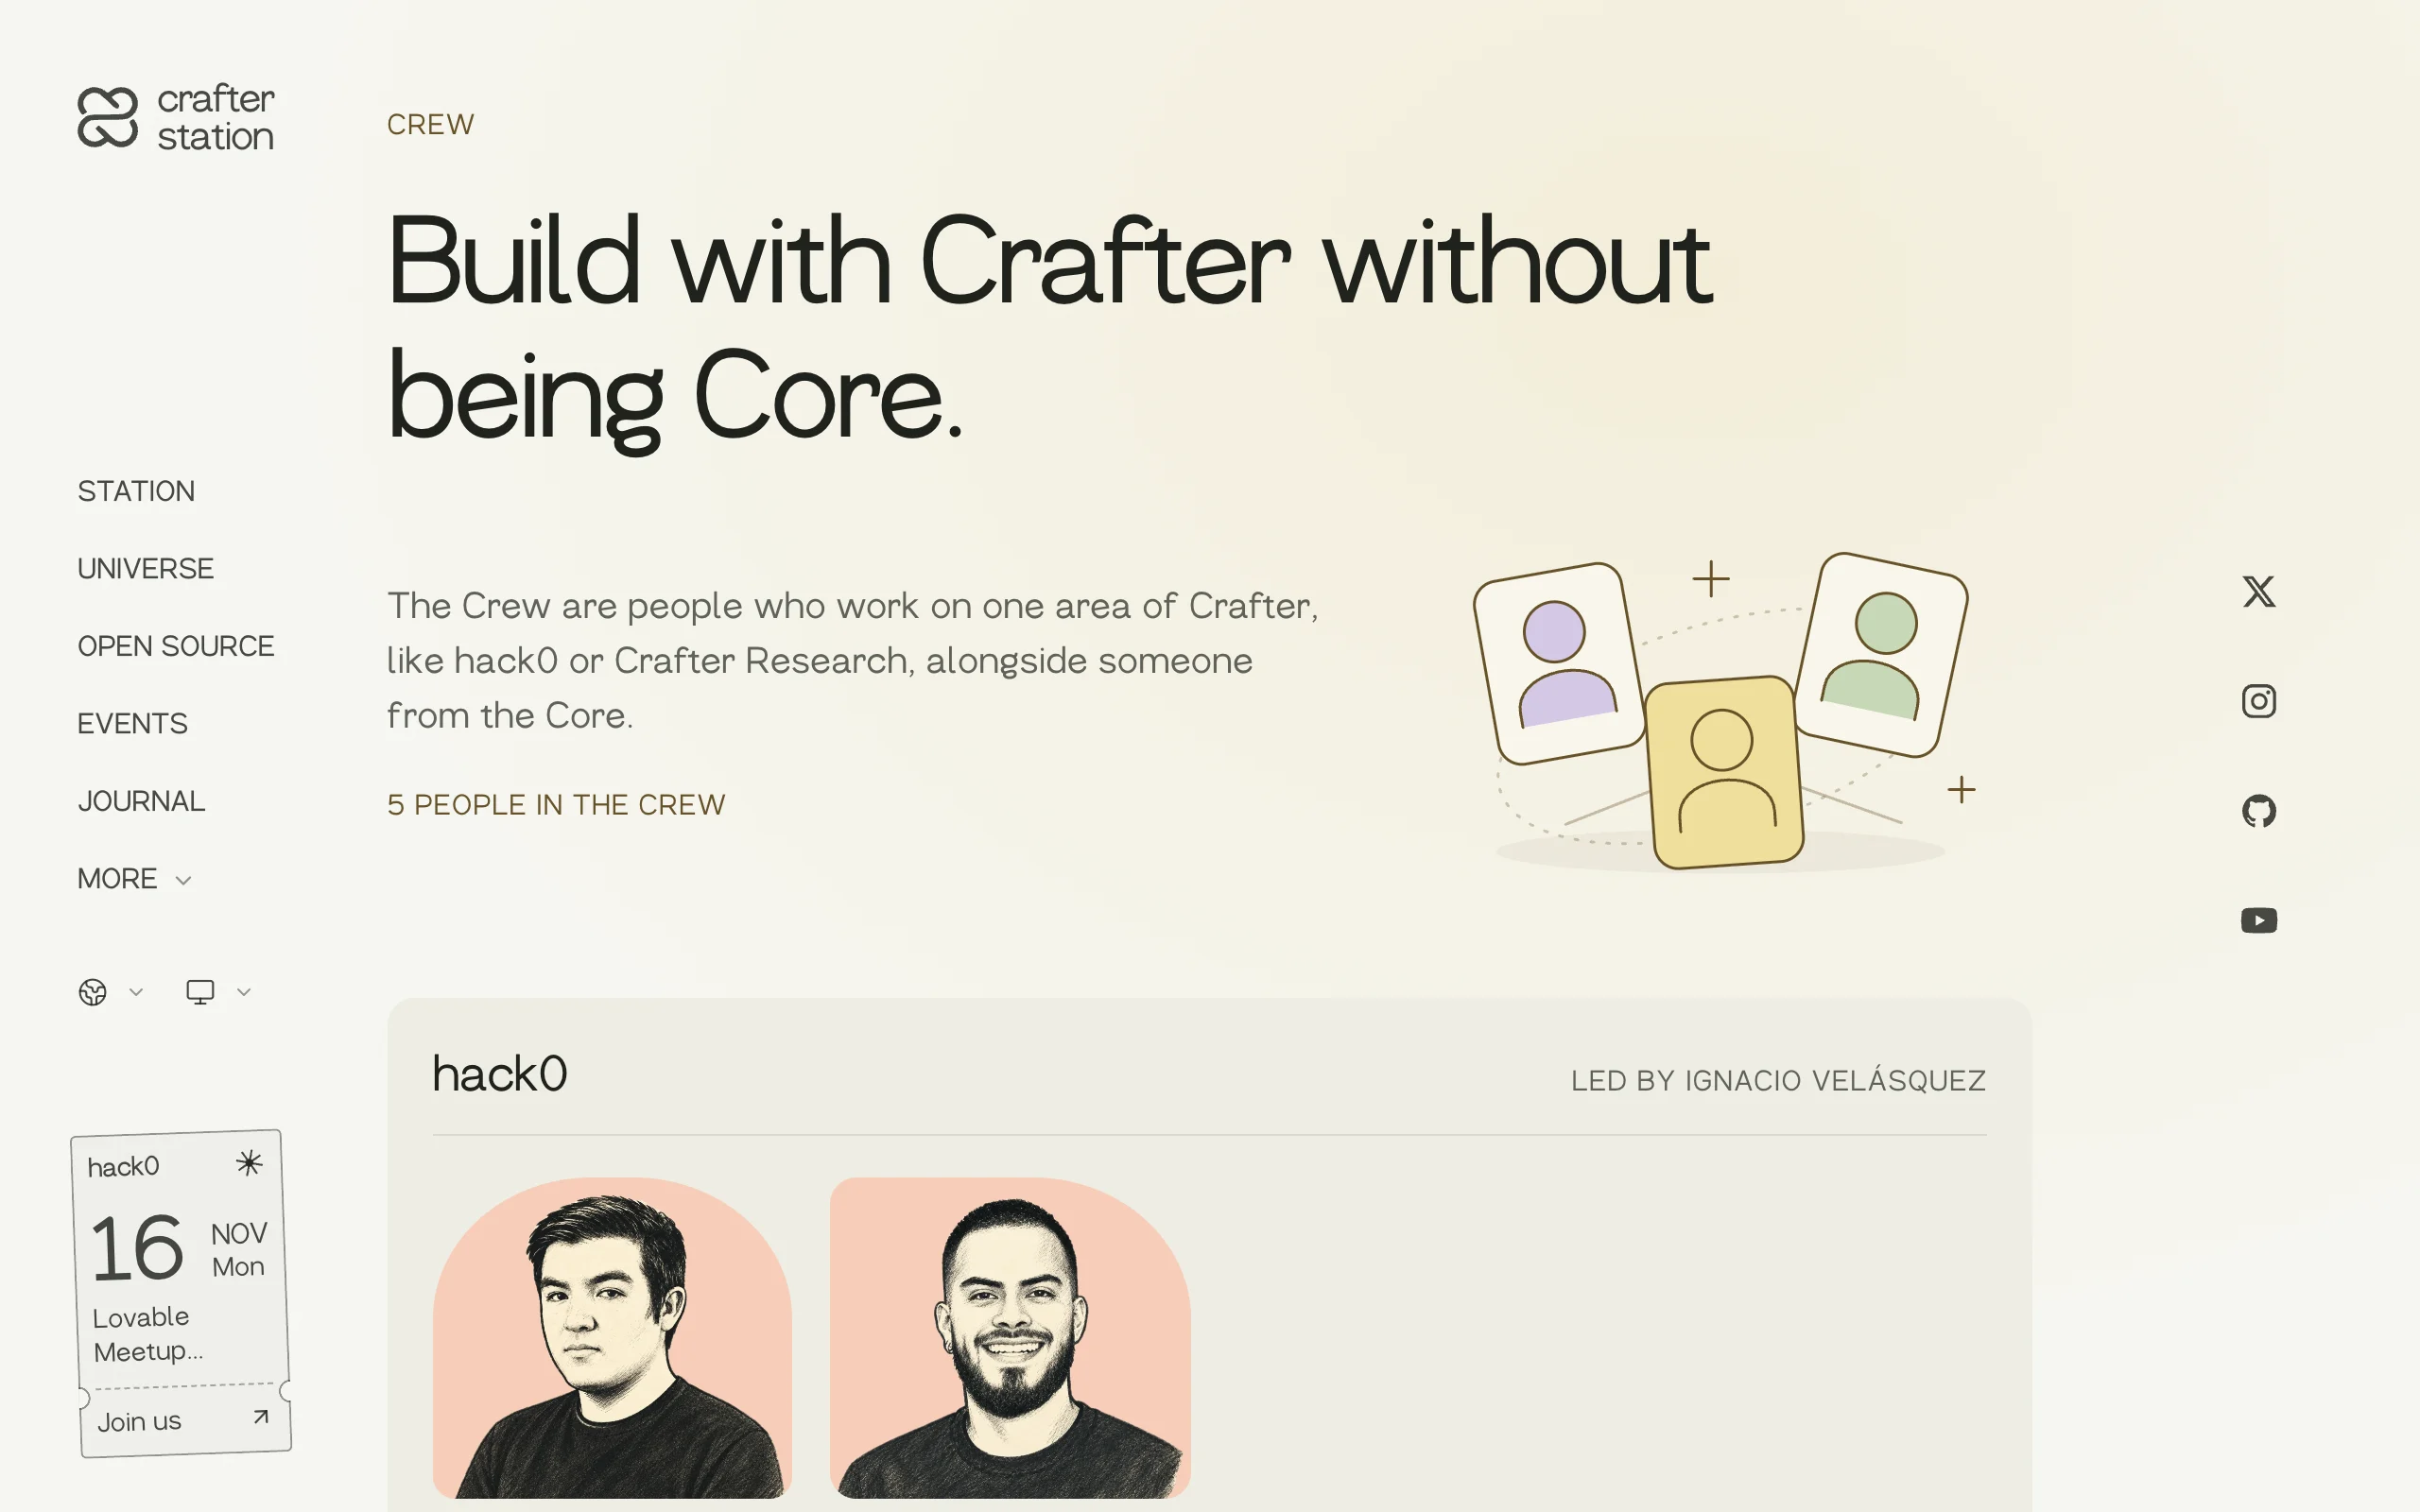 crafter
station
CREW
Build with Crafter without
being Core.
STATION
UNIVERSE
OPEN SOURCE
EVENTS
JOURNAL
MORE
The Crew are people who work on one area of Crafter,
like hack0 or Crafter Research, alongside someone
from the Core.
5 PEOPLE IN THE CREW
hack0
LED BY IGNACIO VELÁSQUEZ
hack0
16
NOV
Mon
Lovable
Meetup...
Join us